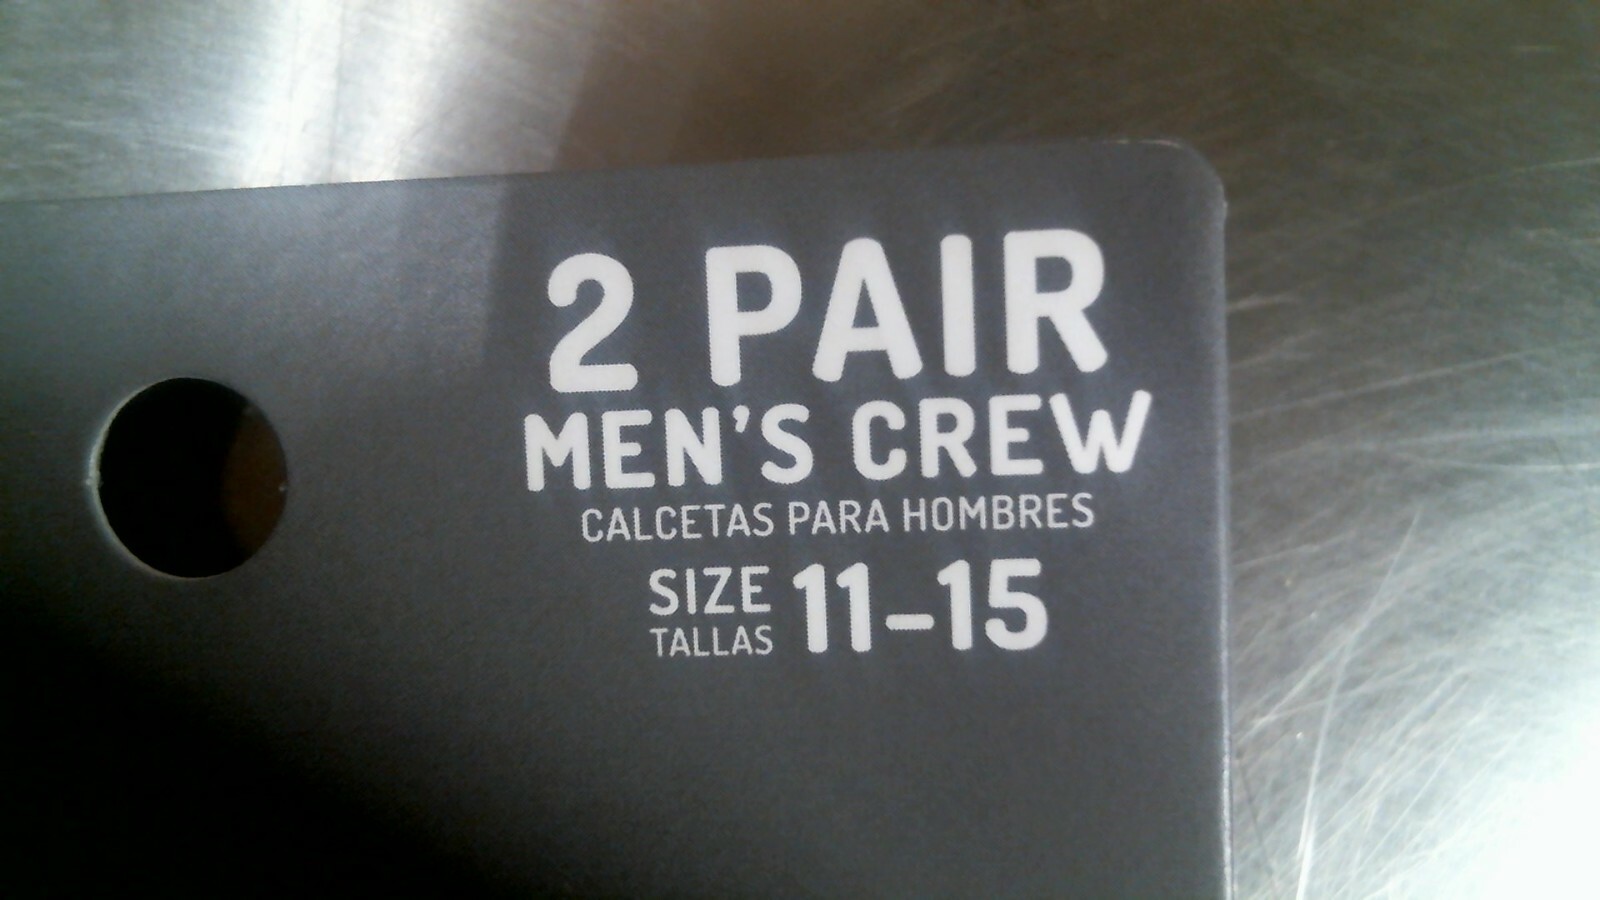 2 PAIR
MEN'S CREW
CALCETAS PARA HOMBRES
SIZE 11-15
TALLAS